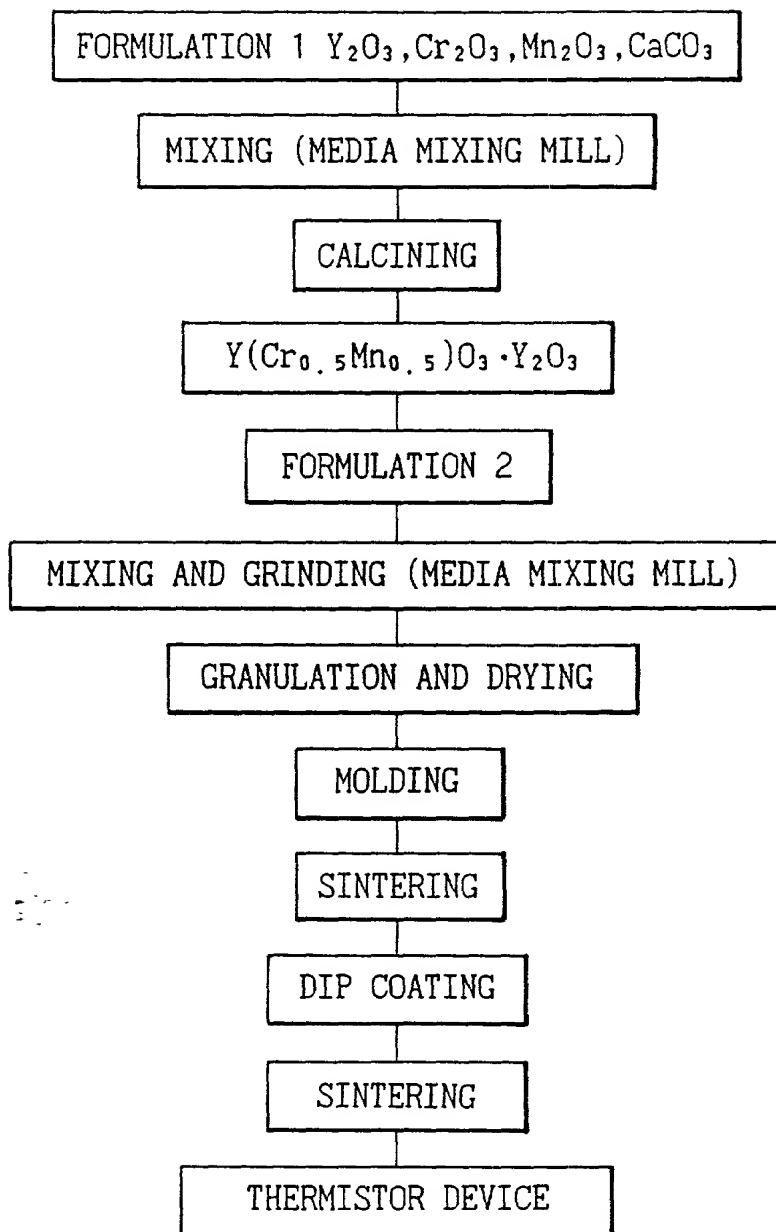 FORMULATION 1 Y₂O₃,Cr₂O₃,Mn₂O₃,CaCO₃
MIXING (MEDIA MIXING MILL)
CALCINING
Y(Cr₀.₅Mn₀.₅)O₃·Y₂O₃
FORMULATION 2
MIXING AND GRINDING (MEDIA MIXING MILL)
GRANULATION AND DRYING
MOLDING
SINTERING
DIP COATING
SINTERING
THERMISTOR DEVICE